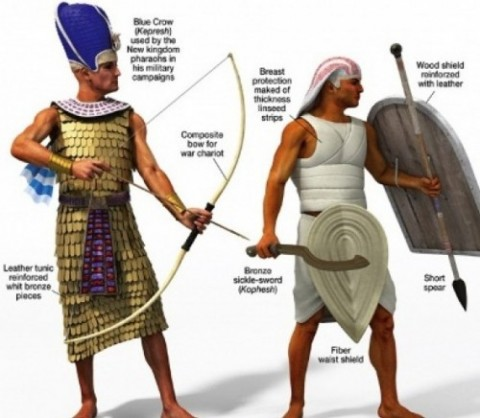 Blue Crow
(Kepresh)
used by the
New kingdom
pharaohs in
his military
campaigns
Composite
bow for
war chariot
Leather tunic
reinforced
whit bronze
pieces
Breast
protection
maked of
thickness
linseed
strips
Wood shield
reinforced
with leather
Bronze
sickle-sword
(Kophesh)
Short
spear
Fiber
waist shield